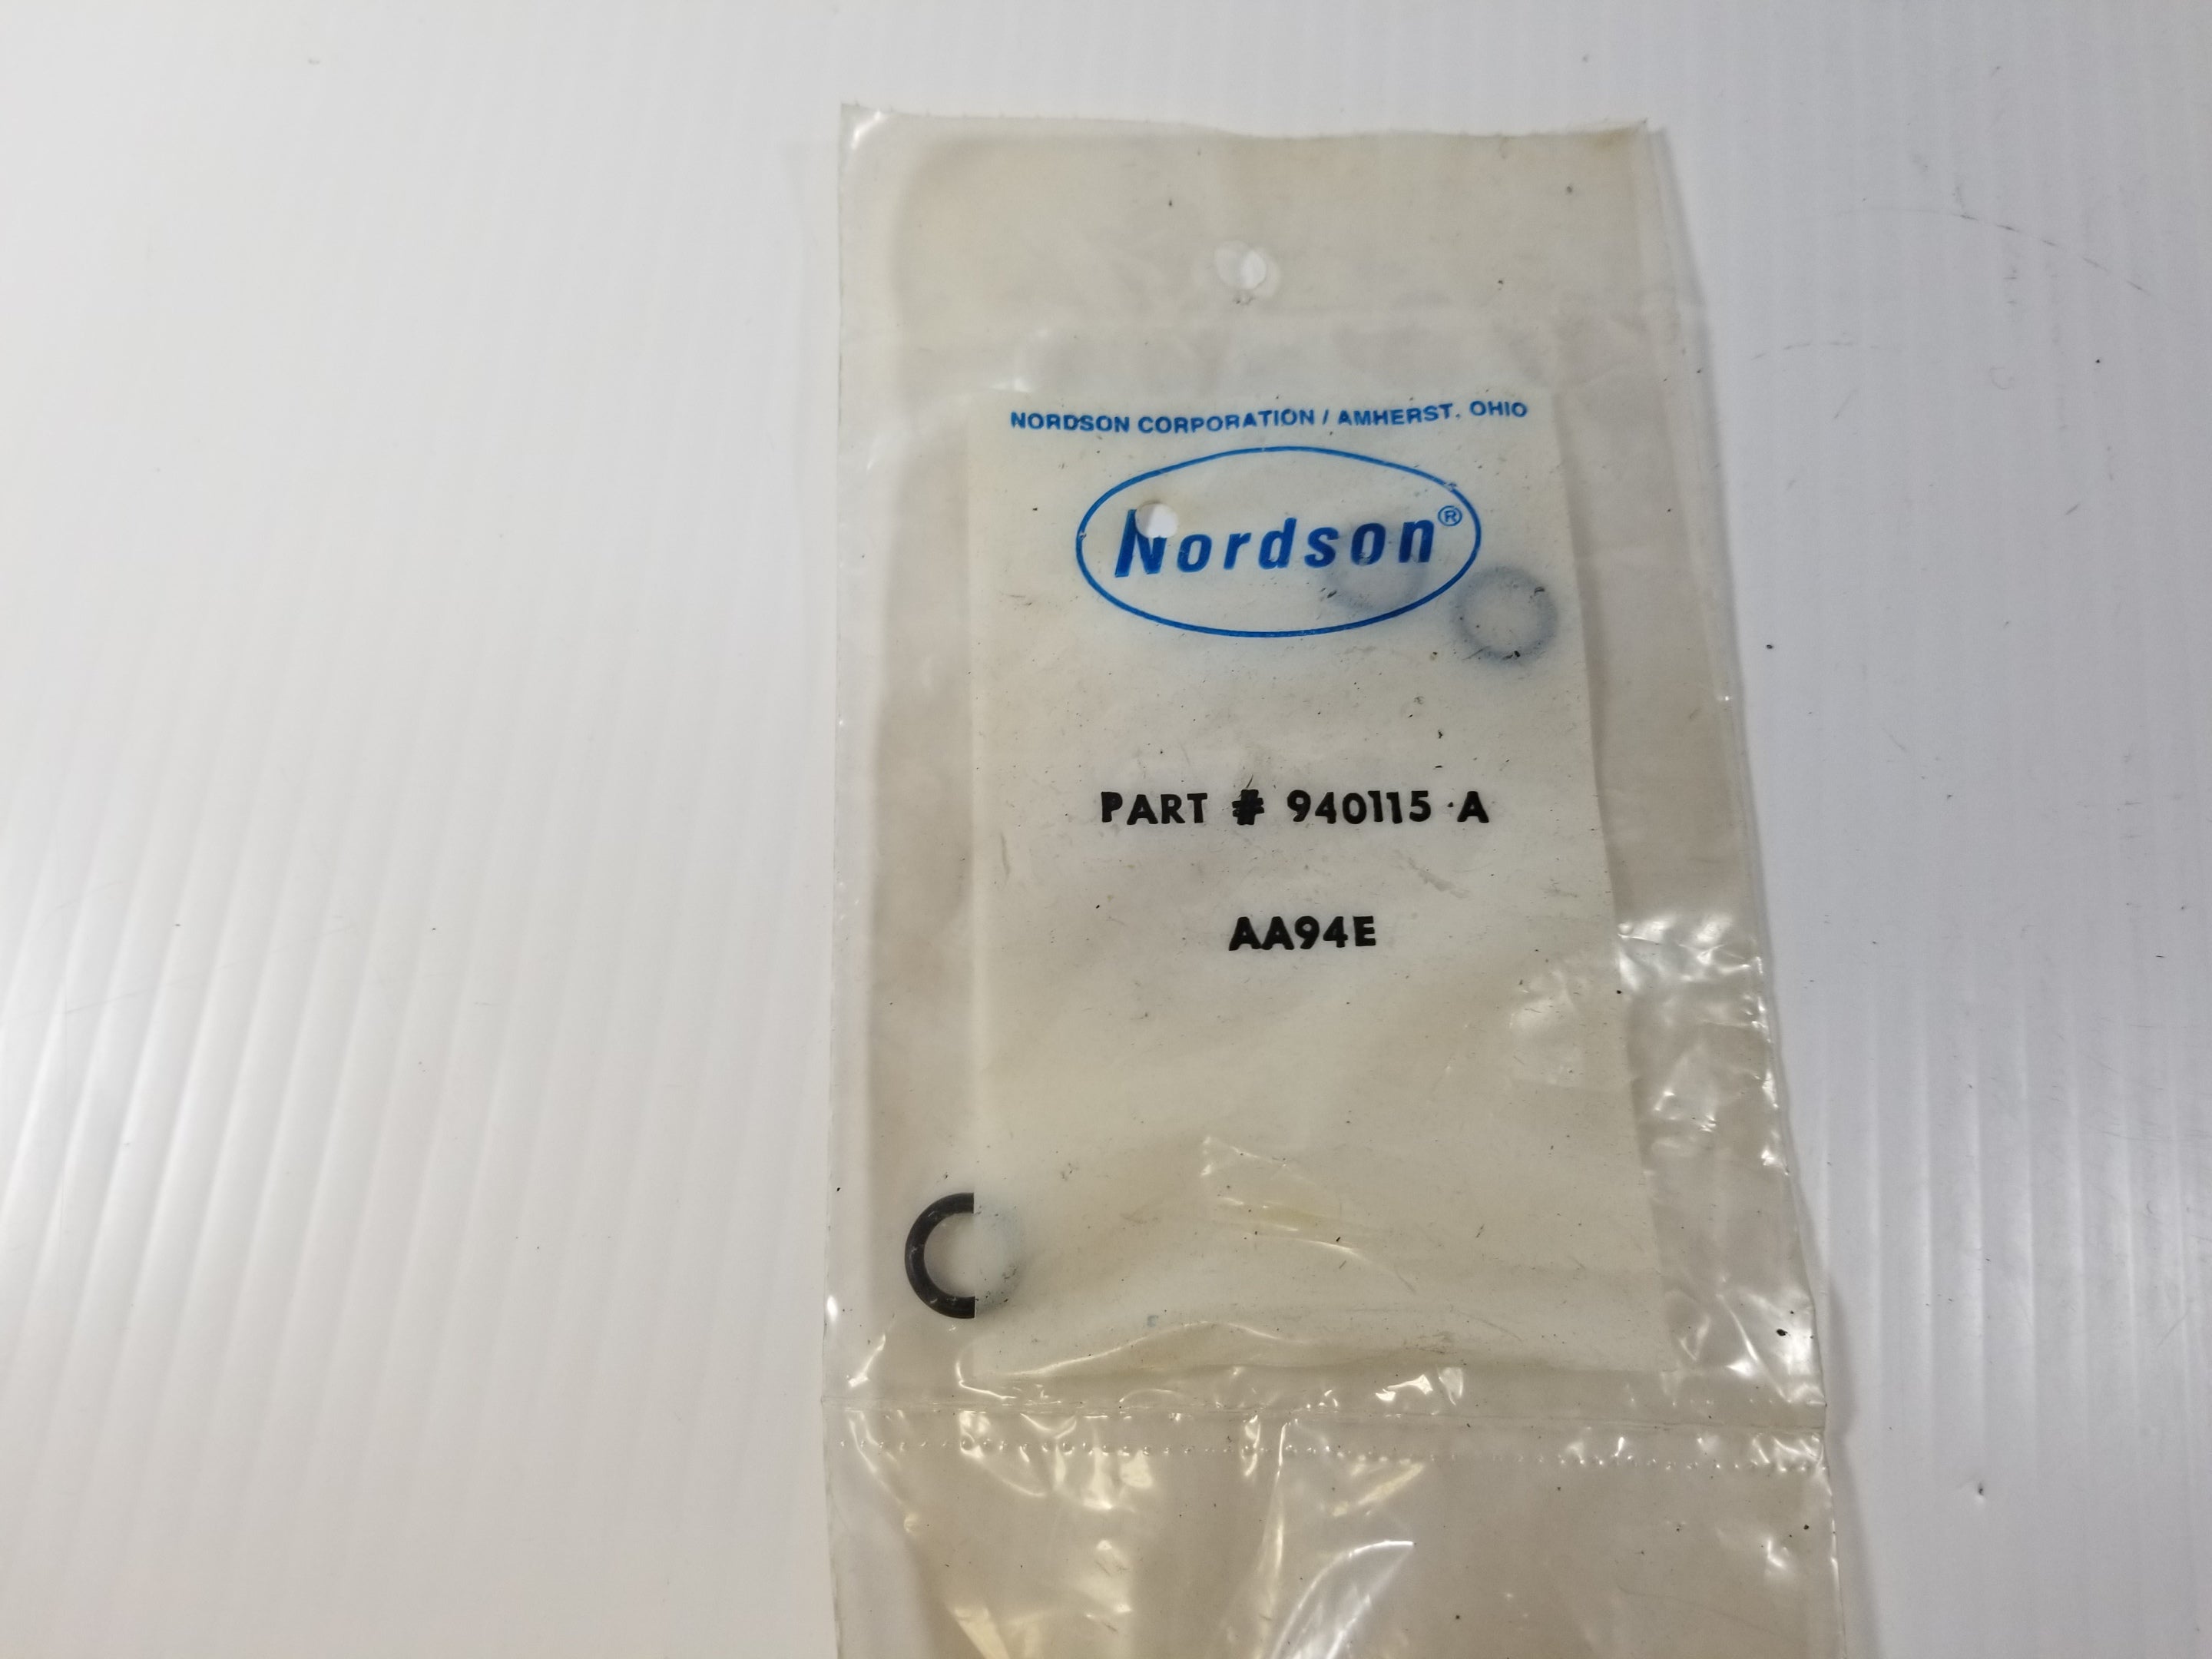 NORDSON CORPORATION / AMHERST, OHIO
Nordson®
PART # 940115 A
AA94E